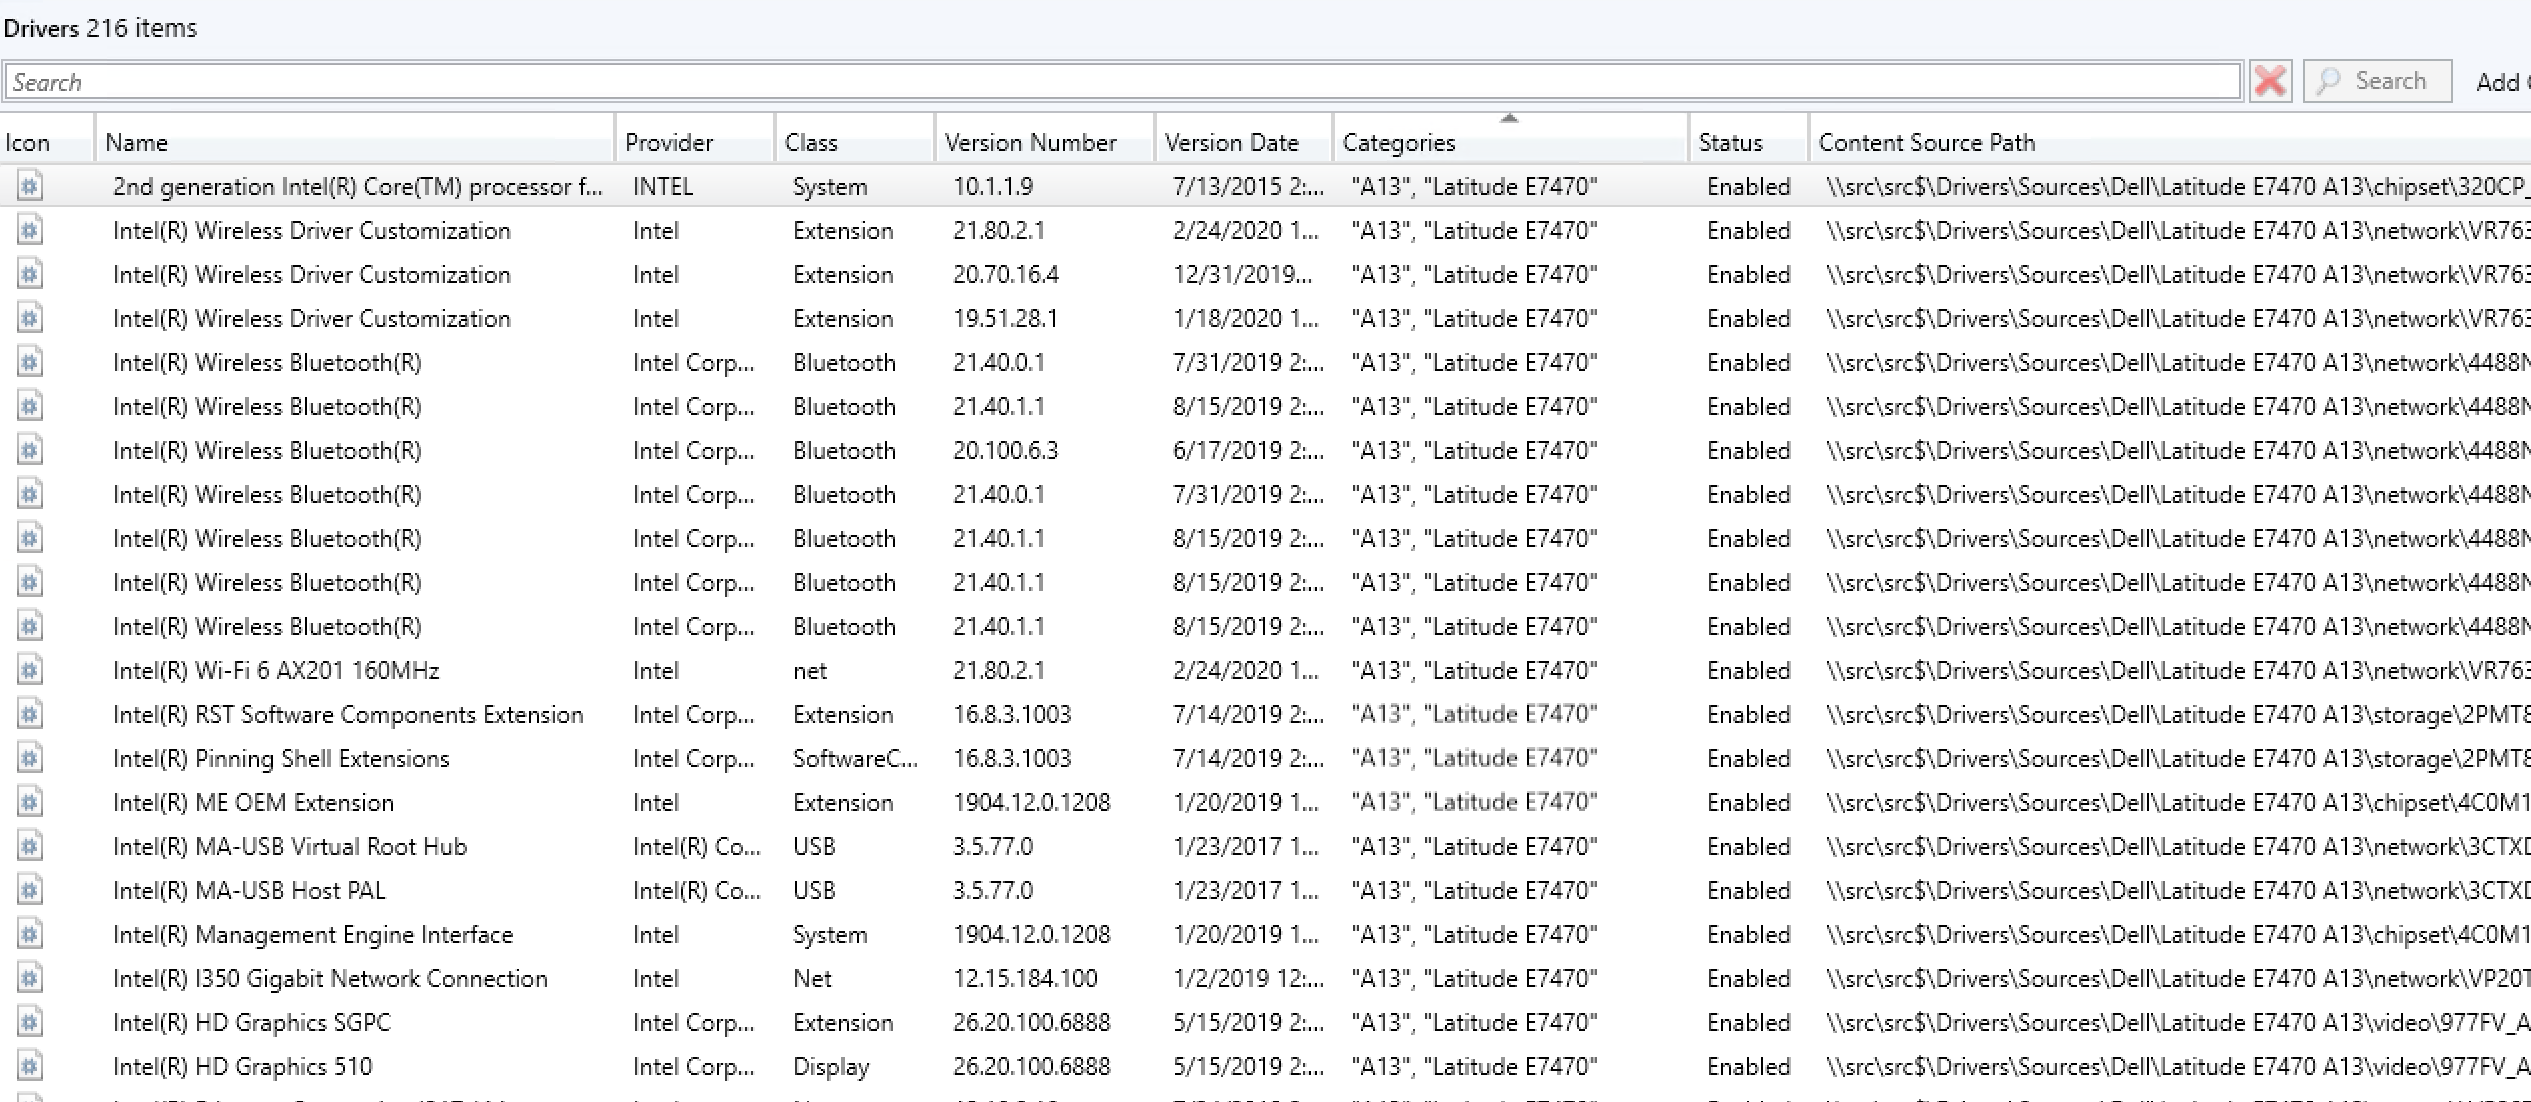 Drivers 216 items
Search Search Add
Icon Name Provider Class Version Number Version Date Categories Status Content Source Path
2nd generation Intel(R) Core(TM) processor f... INTEL System 10.1.1.9 7/13/2015 2:... "A13", "Latitude E7470" Enabled \\src\src$\Drivers\Sources\Dell\Latitude E7470 A13\chipset\320CP_
Intel(R) Wireless Driver Customization Intel Extension 21.80.2.1 2/24/2020 1... "A13", "Latitude E7470" Enabled \\src\src$\Drivers\Sources\Dell\Latitude E7470 A13\network\VR763
Intel(R) Wireless Driver Customization Intel Extension 20.70.16.4 12/31/2019... "A13", "Latitude E7470" Enabled \\src\src$\Drivers\Sources\Dell\Latitude E7470 A13\network\VR763
Intel(R) Wireless Driver Customization Intel Extension 19.51.28.1 1/18/2020 1... "A13", "Latitude E7470" Enabled \\src\src$\Drivers\Sources\Dell\Latitude E7470 A13\network\VR763
Intel(R) Wireless Bluetooth(R) Intel Corp... Bluetooth 21.40.0.1 7/31/2019 2:... "A13", "Latitude E7470" Enabled \\src\src$\Drivers\Sources\Dell\Latitude E7470 A13\network\4488N
Intel(R) Wireless Bluetooth(R) Intel Corp... Bluetooth 21.40.1.1 8/15/2019 2:... "A13", "Latitude E7470" Enabled \\src\src$\Drivers\Sources\Dell\Latitude E7470 A13\network\4488N
Intel(R) Wireless Bluetooth(R) Intel Corp... Bluetooth 20.100.6.3 6/17/2019 2:... "A13", "Latitude E7470" Enabled \\src\src$\Drivers\Sources\Dell\Latitude E7470 A13\network\4488N
Intel(R) Wireless Bluetooth(R) Intel Corp... Bluetooth 21.40.0.1 7/31/2019 2:... "A13", "Latitude E7470" Enabled \\src\src$\Drivers\Sources\Dell\Latitude E7470 A13\network\4488N
Intel(R) Wireless Bluetooth(R) Intel Corp... Bluetooth 21.40.1.1 8/15/2019 2:... "A13", "Latitude E7470" Enabled \\src\src$\Drivers\Sources\Dell\Latitude E7470 A13\network\4488N
Intel(R) Wireless Bluetooth(R) Intel Corp... Bluetooth 21.40.1.1 8/15/2019 2:... "A13", "Latitude E7470" Enabled \\src\src$\Drivers\Sources\Dell\Latitude E7470 A13\network\4488N
Intel(R) Wireless Bluetooth(R) Intel Corp... Bluetooth 21.40.1.1 8/15/2019 2:... "A13", "Latitude E7470" Enabled \\src\src$\Drivers\Sources\Dell\Latitude E7470 A13\network\4488N
Intel(R) Wi-Fi 6 AX201 160MHz Intel net 21.80.2.1 2/24/2020 1... "A13", "Latitude E7470" Enabled \\src\src$\Drivers\Sources\Dell\Latitude E7470 A13\network\VR763
Intel(R) RST Software Components Extension Intel Corp... Extension 16.8.3.1003 7/14/2019 2:... "A13", "Latitude E7470" Enabled \\src\src$\Drivers\Sources\Dell\Latitude E7470 A13\storage\2PMT8
Intel(R) Pinning Shell Extensions Intel Corp... SoftwareC... 16.8.3.1003 7/14/2019 2:... "A13", "Latitude E7470" Enabled \\src\src$\Drivers\Sources\Dell\Latitude E7470 A13\storage\2PMT8
Intel(R) ME OEM Extension Intel Extension 1904.12.0.1208 1/20/2019 1... "A13", "Latitude E7470" Enabled \\src\src$\Drivers\Sources\Dell\Latitude E7470 A13\chipset\4C0M1
Intel(R) MA-USB Virtual Root Hub Intel(R) Co... USB 3.5.77.0 1/23/2017 1... "A13", "Latitude E7470" Enabled \\src\src$\Drivers\Sources\Dell\Latitude E7470 A13\network\3CTXD
Intel(R) MA-USB Host PAL Intel(R) Co... USB 3.5.77.0 1/23/2017 1... "A13", "Latitude E7470" Enabled \\src\src$\Drivers\Sources\Dell\Latitude E7470 A13\network\3CTXD
Intel(R) Management Engine Interface Intel System 1904.12.0.1208 1/20/2019 1... "A13", "Latitude E7470" Enabled \\src\src$\Drivers\Sources\Dell\Latitude E7470 A13\chipset\4C0M1
Intel(R) I350 Gigabit Network Connection Intel Net 12.15.184.100 1/2/2019 12:... "A13", "Latitude E7470" Enabled \\src\src$\Drivers\Sources\Dell\Latitude E7470 A13\network\VP20T
Intel(R) HD Graphics SGPC Intel Corp... Extension 26.20.100.6888 5/15/2019 2:... "A13", "Latitude E7470" Enabled \\src\src$\Drivers\Sources\Dell\Latitude E7470 A13\video\977FV_A
Intel(R) HD Graphics 510 Intel Corp... Display 26.20.100.6888 5/15/2019 2:... "A13", "Latitude E7470" Enabled \\src\src$\Drivers\Sources\Dell\Latitude E7470 A13\video\977FV_A